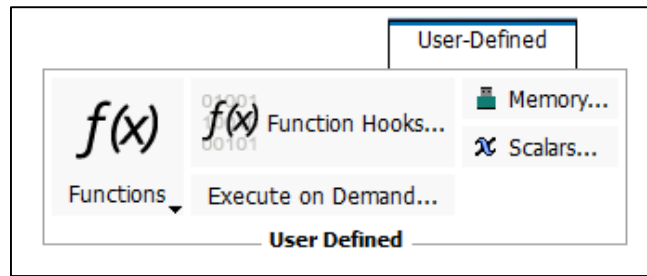 User-Defined
f(x)
Functions
01001
f(x) Function Hooks...
00101
Execute on Demand...
Memory...
x Scalars...
User Defined